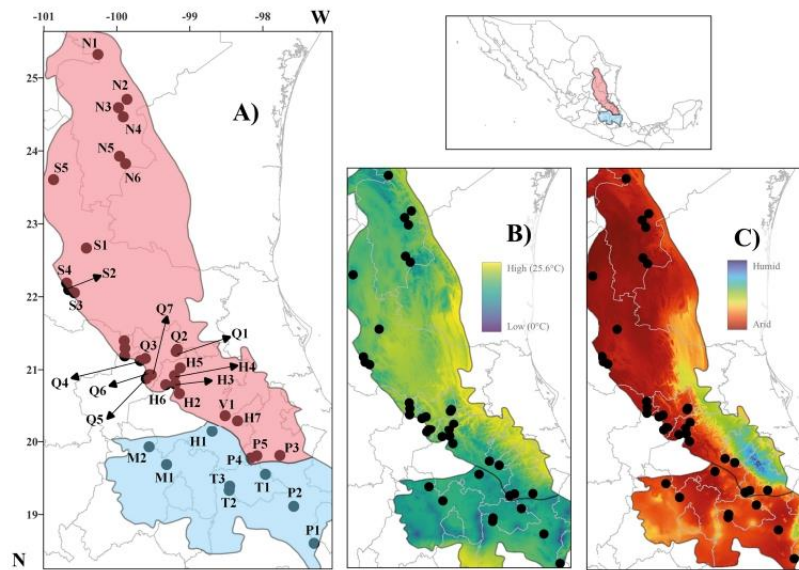 -101 -100 -99 -98 W
25
24
23
22
21
20
19
N
A)
N1
N2
N3
N4
N5
N6
S5
S1
S4
S2
S3
Q7
Q3
Q2
Q1
H5
H4
Q4
Q6
H3
H6
H2
Q5
V1
H7
H1
M2
P4
P5
P3
M1
T3
T1
T2
P2
P1
B)
High (25.6°C)
Low (0°C)
C)
Humid
Arid